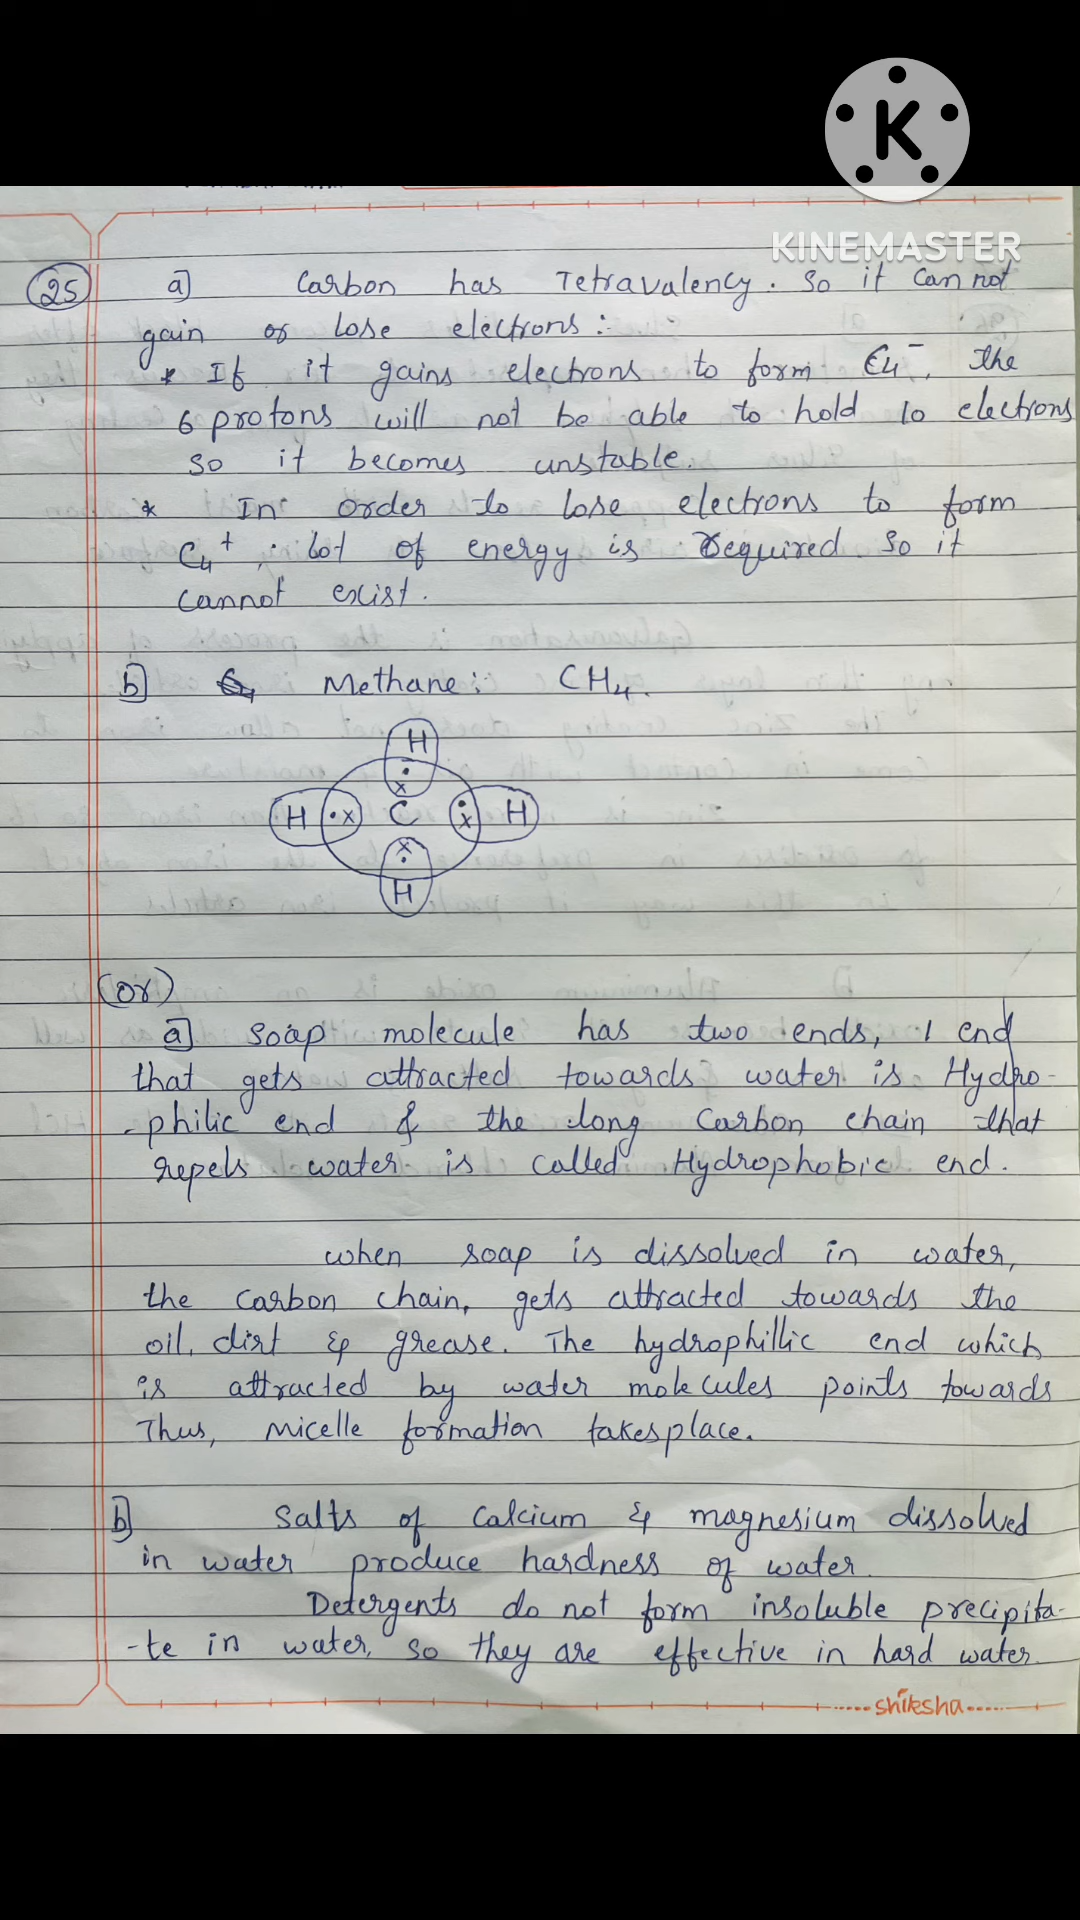 K
KINEMASTER
25 a] Carbon has Tetravalency. So it can not
gain or lose electrons:-
* If it gains electrons to form C4⁻, the
6 protons will not be able to hold 10 electrons
so it becomes unstable.
* In order to lose electrons to form
C4⁺, lot of energy is required so it
cannot exist.
b] Methane: CH4.
H
H •x C •x H
x
H
(or)
a] Soap molecule has two ends, 1 end
that gets attracted towards water is Hydro-
-philic end & the long Carbon chain that
repels water is called Hydrophobic end.
when soap is dissolved in water,
the carbon chain, gets attracted towards the
oil, dirt & grease. The hydrophillic end which
is attracted by water molecules points towards
Thus, micelle formation takes place.
b] Salts of Calcium & magnesium dissolved
in water produce hardness of water.
Detergents do not form insoluble precipita-
-te in water, so they are effective in hard water.
shiksha